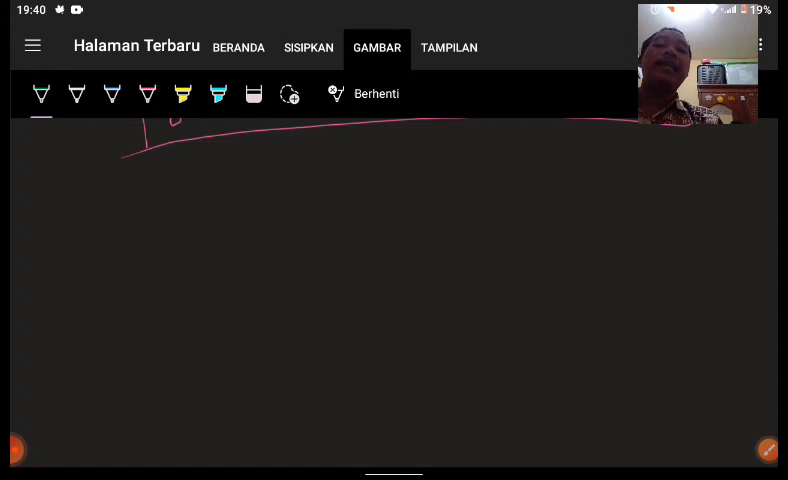 19:40
19%
Halaman Terbaru BERANDA SISIPKAN GAMBAR TAMPILAN
Berhenti